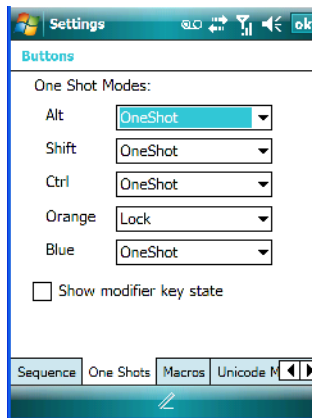 Settings ok
Buttons
One Shot Modes:
Alt OneShot
Shift OneShot
Ctrl OneShot
Orange Lock
Blue OneShot
Show modifier key state
Sequence One Shots Macros Unicode M